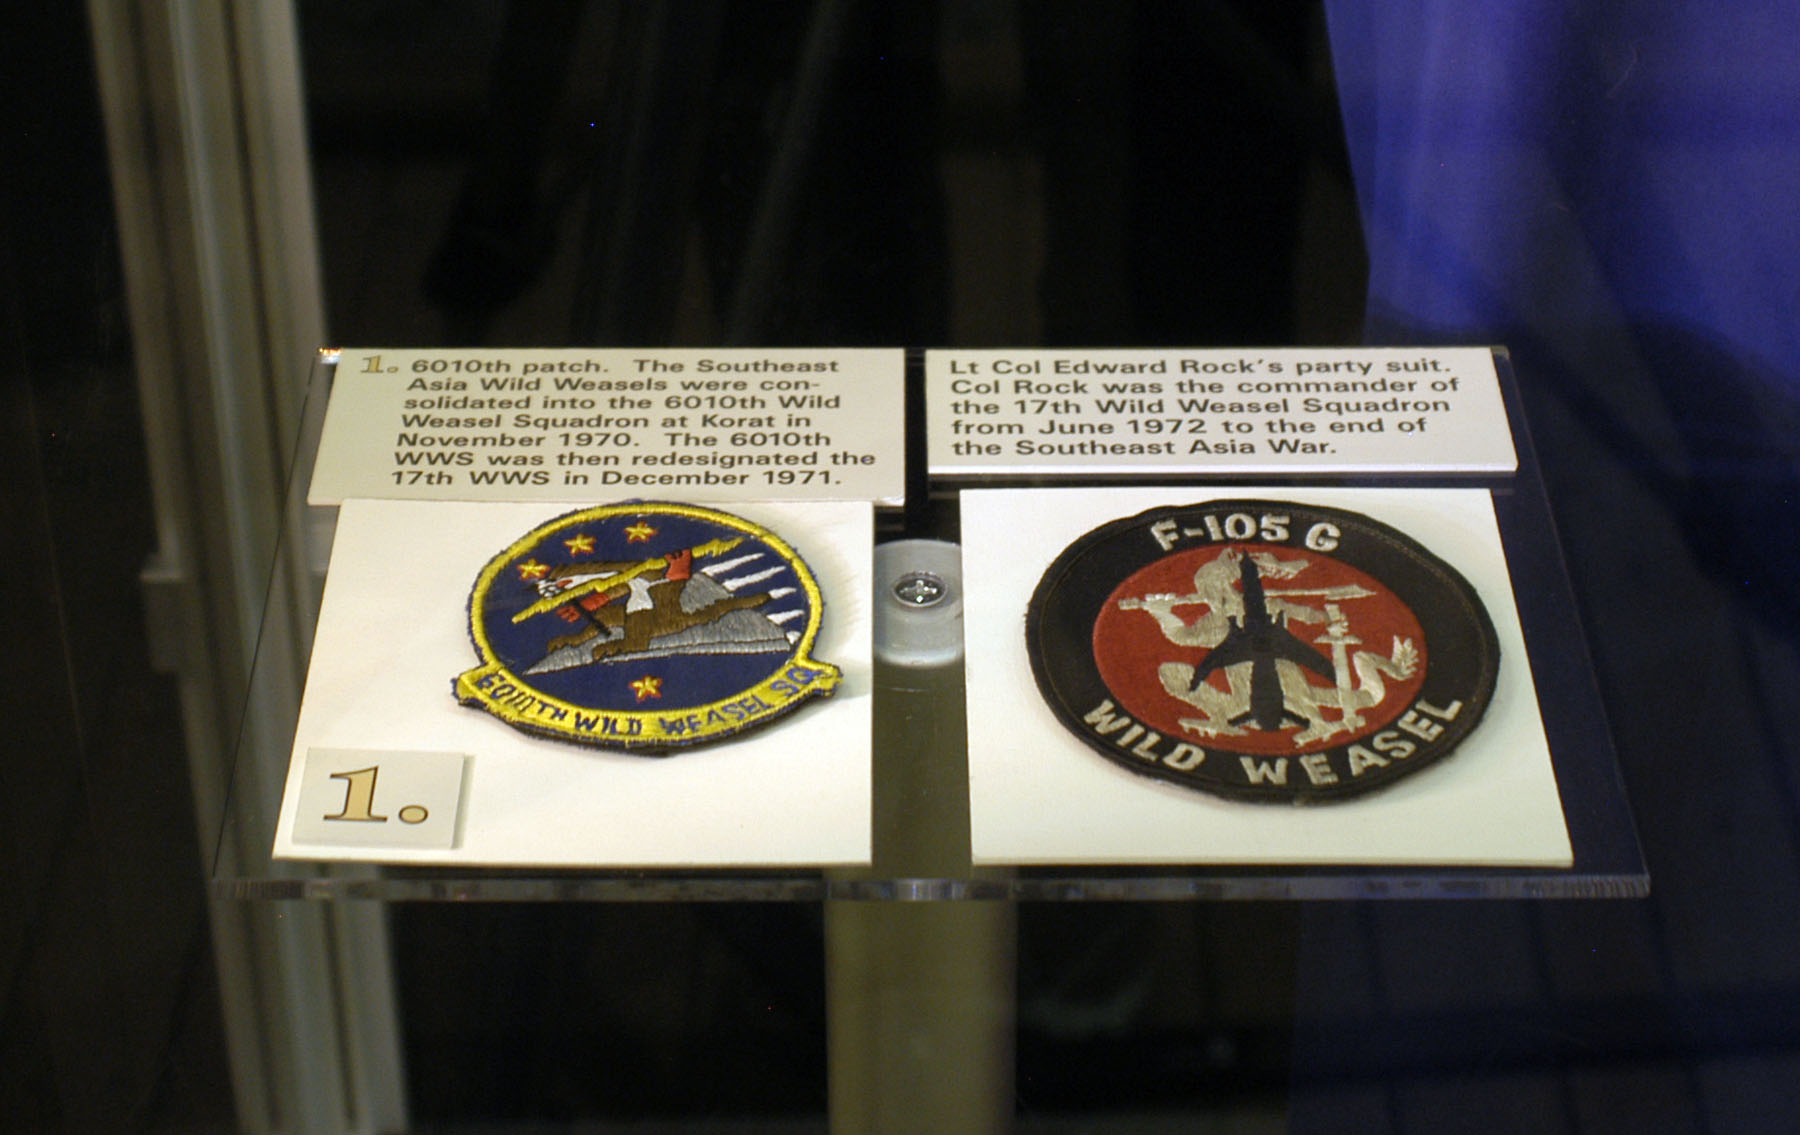 1. 6010th patch. The Southeast
Asia Wild Weasels were con-
solidated into the 6010th Wild
Weasel Squadron at Korat in
November 1970. The 6010th
WWS was then redesignated the
17th WWS in December 1971.
Lt Col Edward Rock's party suit.
Col Rock was the commander of
the 17th Wild Weasel Squadron
from June 1972 to the end of
the Southeast Asia War.
6010TH WILD WEASEL SQ
1.
F-105 G
WILD WEASEL